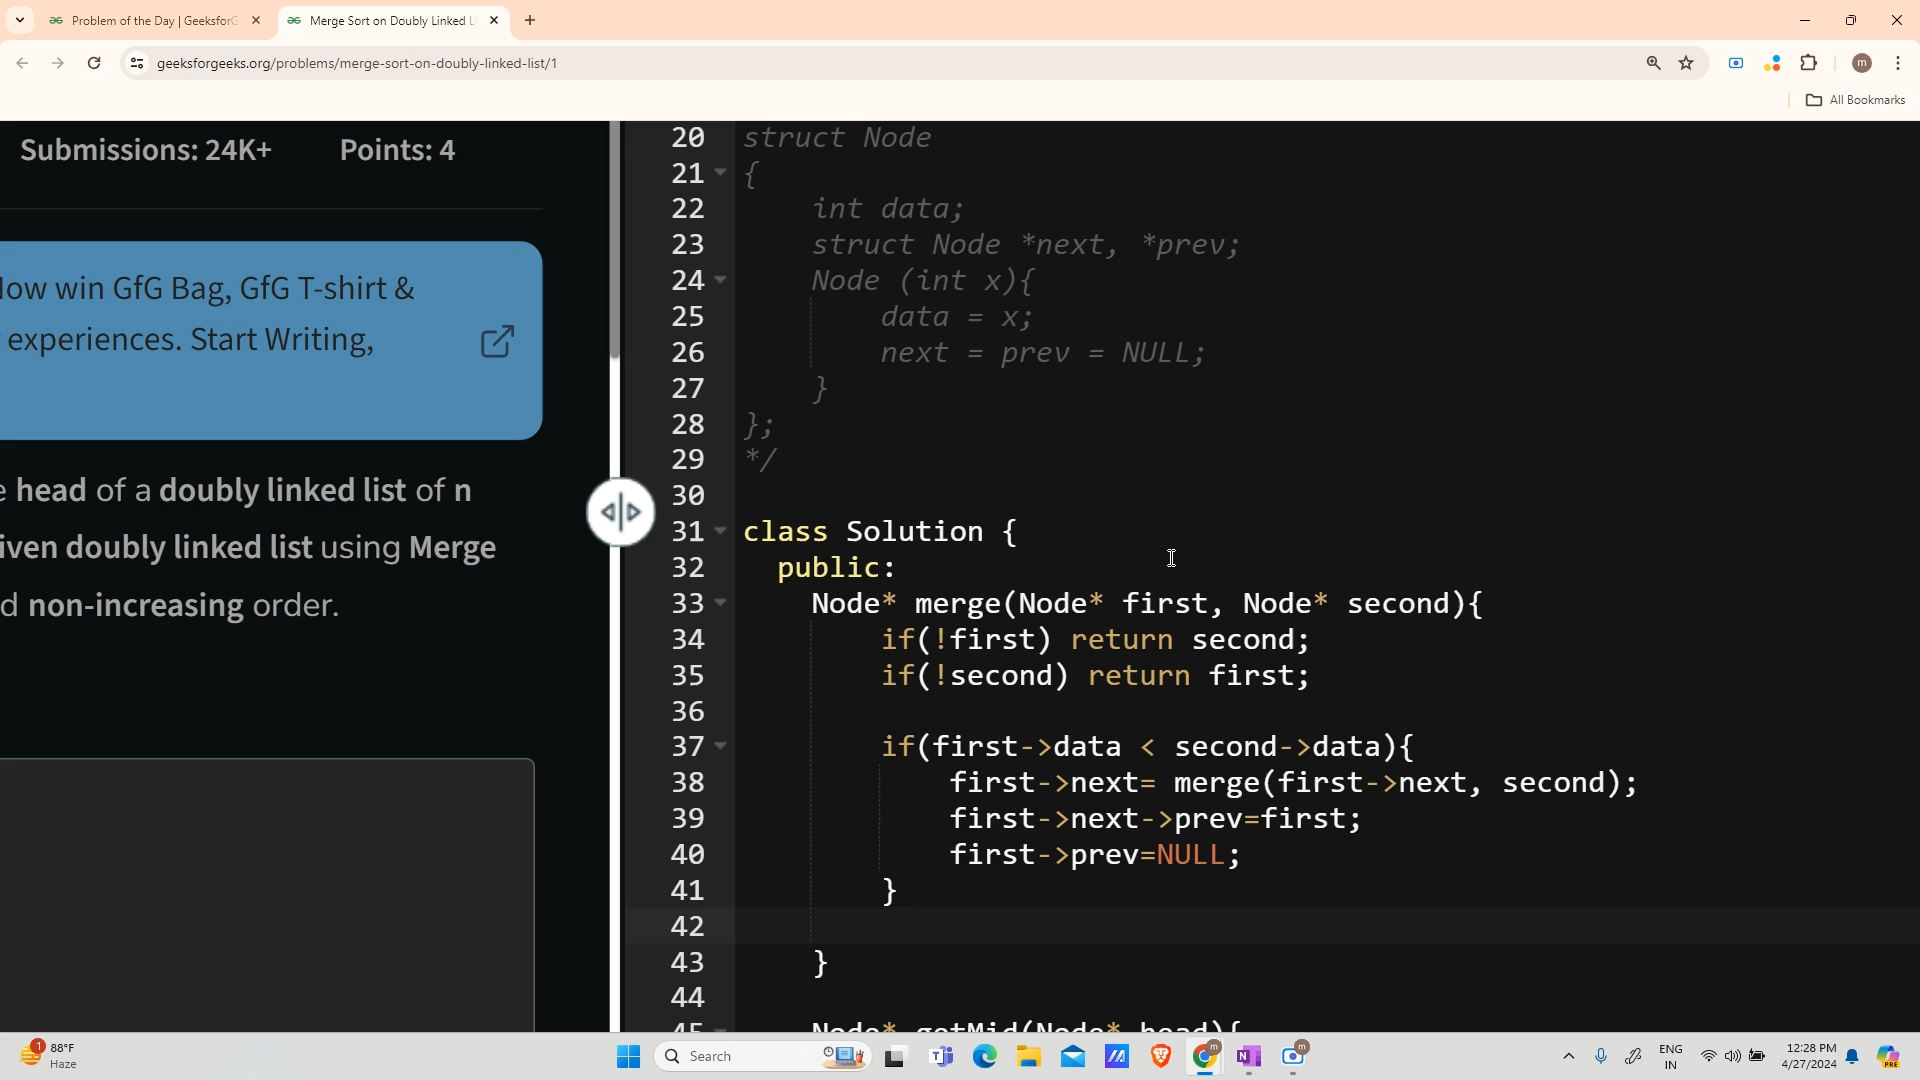 Problem of the Day | GeeksforG
Merge Sort on Doubly Linked L
geeksforgeeks.org/problems/merge-sort-on-doubly-linked-list/1
m
All Bookmarks
Submissions: 24K+ Points: 4
low win GfG Bag, GfG T-shirt &
experiences. Start Writing,
e head of a doubly linked list of n
iven doubly linked list using Merge
d non-increasing order.
20 struct Node
21 {
22 int data;
23 struct Node *next, *prev;
24 Node (int x){
25 data = x;
26 next = prev = NULL;
27 }
28 };
29 */
30
31 class Solution {
32 public:
33 Node* merge(Node* first, Node* second){
34 if(!first) return second;
35 if(!second) return first;
36
37 if(first->data < second->data){
38 first->next= merge(first->next, second);
39 first->next->prev=first;
40 first->prev=NULL;
41 }
42
43 }
44
45 Node* getMid(Node* head){
1
88°F
Haze
Search
m
m
ENG
IN
12:28 PM
4/27/2024
PRE